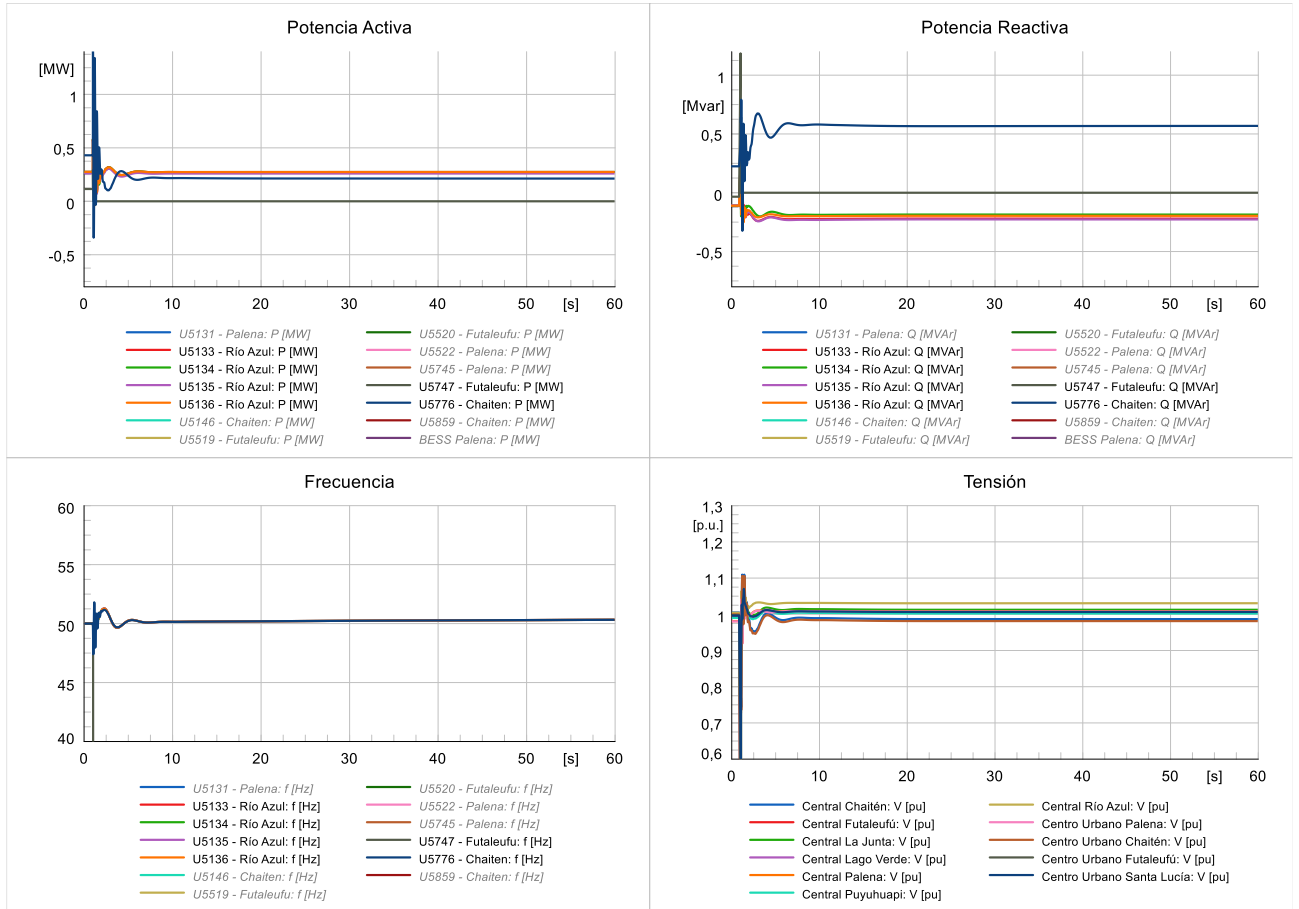 Potencia Activa
[MW]
1
0,5
0
-0,5
0 10 20 30 40 [s] 60
U5131 - Palena: P [MW] U5520 - Futaleufu: P [MW]
U5133 - Río Azul: P [MW] U5522 - Palena: P [MW]
U5134 - Río Azul: P [MW] U5745 - Palena: P [MW]
U5135 - Río Azul: P [MW] U5747 - Futaleufu: P [MW]
U5136 - Río Azul: P [MW] U5776 - Chaiten: P [MW]
U5146 - Chaiten: P [MW] U5859 - Chaiten: P [MW]
U5519 - Futaleufu: P [MW] BESS Palena: P [MW]
Potencia Reactiva
1
[Mvar]
0,5
0
-0,5
0 10 20 30 40 [s] 60
U5131 - Palena: Q [MVAr] U5520 - Futaleufu: Q [MVAr]
U5133 - Río Azul: Q [MVAr] U5522 - Palena: Q [MVAr]
U5134 - Río Azul: Q [MVAr] U5745 - Palena: Q [MVAr]
U5135 - Río Azul: Q [MVAr] U5747 - Futaleufu: Q [MVAr]
U5136 - Río Azul: Q [MVAr] U5776 - Chaiten: Q [MVAr]
U5146 - Chaiten: Q [MVAr] U5859 - Chaiten: Q [MVAr]
U5519 - Futaleufu: Q [MVAr] BESS Palena: Q [MVAr]
Frecuencia
60
55
50
45
40
0 10 20 30 40 [s] 60
U5131 - Palena: f [Hz] U5520 - Futaleufu: f [Hz]
U5133 - Río Azul: f [Hz] U5522 - Palena: f [Hz]
U5134 - Río Azul: f [Hz] U5745 - Palena: f [Hz]
U5135 - Río Azul: f [Hz] U5747 - Futaleufu: f [Hz]
U5136 - Río Azul: f [Hz] U5776 - Chaiten: f [Hz]
U5146 - Chaiten: f [Hz] U5859 - Chaiten: f [Hz]
U5519 - Futaleufu: f [Hz]
Tensión
1,3
[p.u.]
1,2
1,1
1
0,9
0,8
0,7
0,6
0 10 20 30 40 [s] 60
Central Chaitén: V [pu] Central Río Azul: V [pu]
Central Futaleufú: V [pu] Centro Urbano Palena: V [pu]
Central La Junta: V [pu] Centro Urbano Chaitén: V [pu]
Central Lago Verde: V [pu] Centro Urbano Futaleufú: V [pu]
Central Palena: V [pu] Centro Urbano Santa Lucía: V [pu]
Central Puyuhuapi: V [pu]